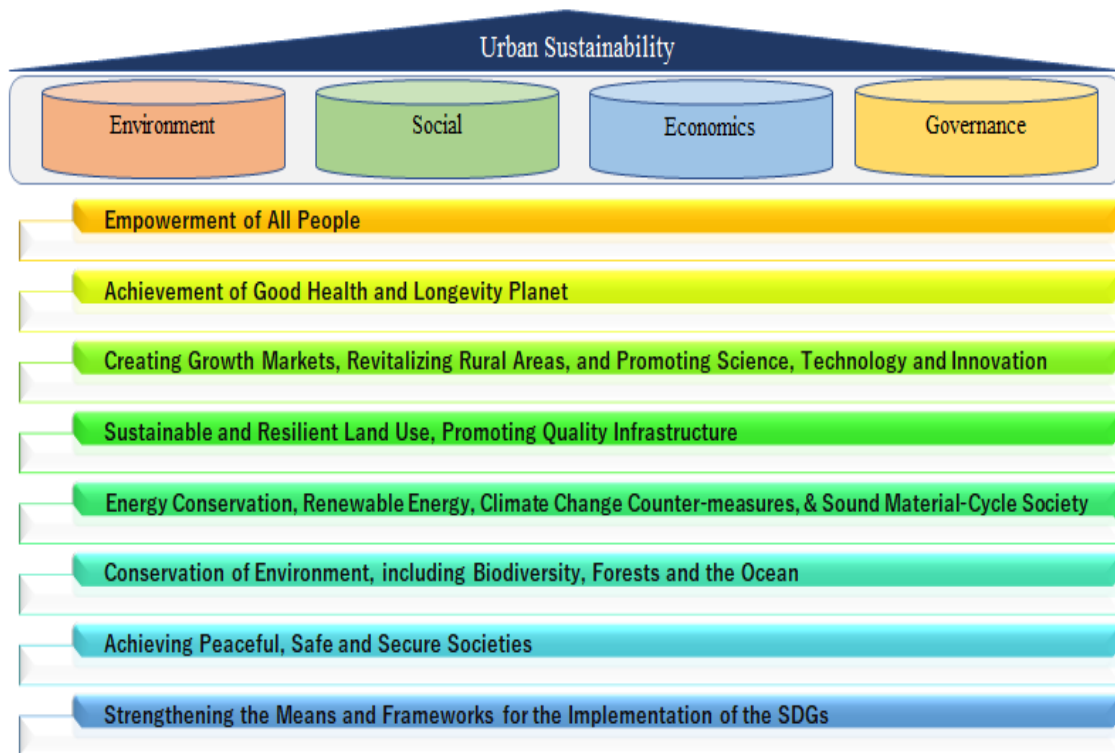 Urban Sustainability
Environment
Social
Economics
Governance
Empowerment of All People
Achievement of Good Health and Longevity Planet
Creating Growth Markets, Revitalizing Rural Areas, and Promoting Science, Technology and Innovation
Sustainable and Resilient Land Use, Promoting Quality Infrastructure
Energy Conservation, Renewable Energy, Climate Change Counter-measures, & Sound Material-Cycle Society
Conservation of Environment, including Biodiversity, Forests and the Ocean
Achieving Peaceful, Safe and Secure Societies
Strengthening the Means and Frameworks for the Implementation of the SDGs